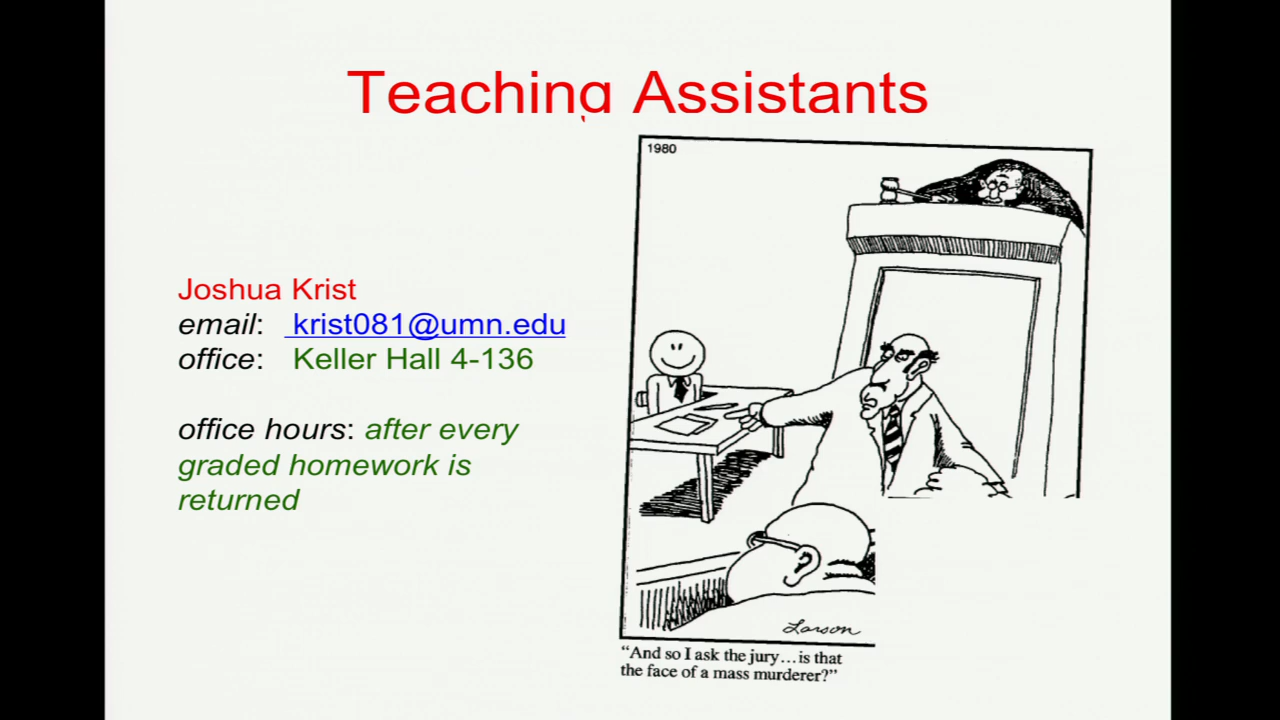 Teaching Assistants
1980
Joshua Krist
email: krist081@umn.edu
office: Keller Hall 4-136
office hours: after every
graded homework is
returned
Larson
“And so I ask the jury...is that
the face of a mass murderer?”